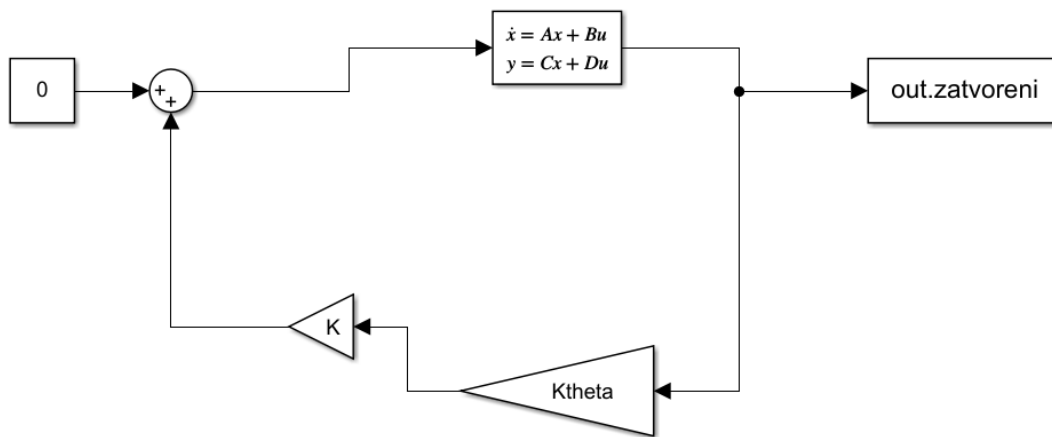 0
+
+
ẋ = Ax + Bu
y = Cx + Du
out.zatvoreni
K
Ktheta